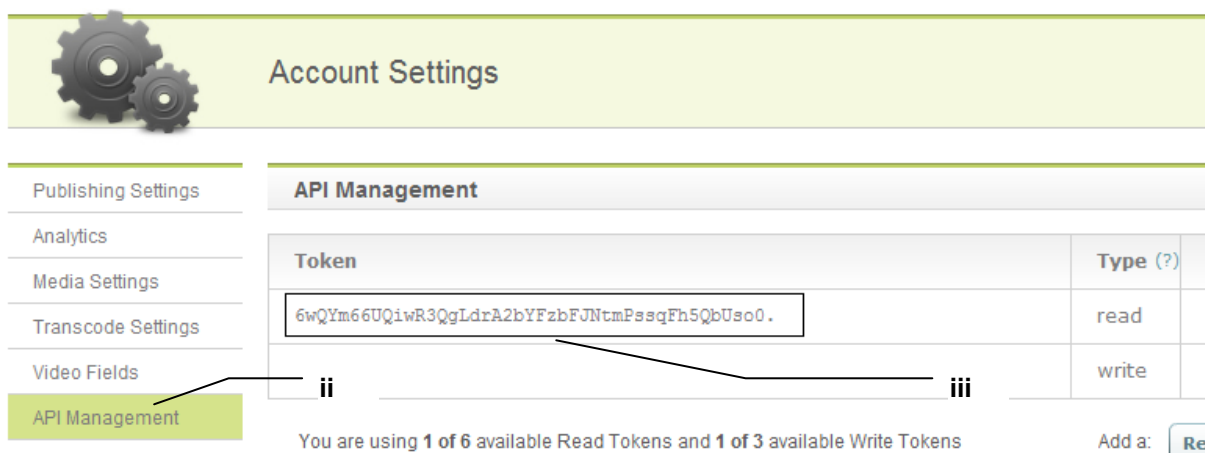 Account Settings
Publishing Settings
Analytics
Media Settings
Transcode Settings
Video Fields
API Management
API Management
Token Type (?)
6wQYm66UQiwR3QgLdrA2bYFzbFJNtmPssqFh5QbUso0. read
write
ii
iii
You are using 1 of 6 available Read Tokens and 1 of 3 available Write Tokens
Add a: Re